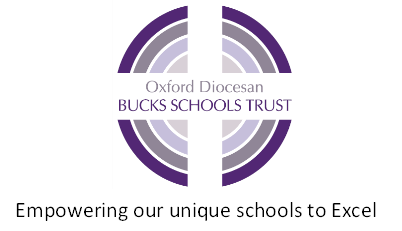 Oxford Diocesan
BUCKS SCHOOLS TRUST
Empowering our unique schools to Excel